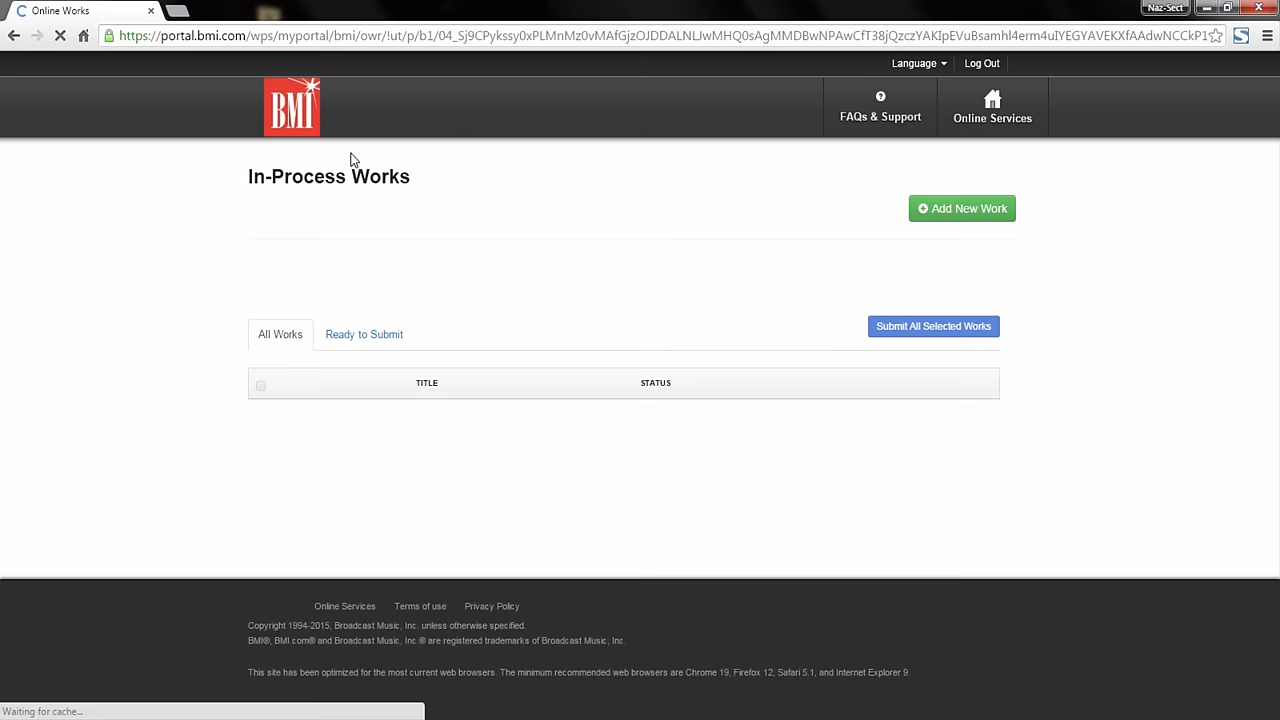 Online Works
Naz-Sect
https://portal.bmi.com/wps/myportal/bmi/owr/!ut/p/b1/
Language
Log Out
BMI
FAQs & Support
Online Services
In-Process Works
Add New Work
All Works
Ready to Submit
Submit All Selected Works
TITLE
STATUS
Online Services
Terms of use
Privacy Policy
Copyright 1994-2015, Broadcast Music, Inc. unless otherwise specified.
BMI®, BMI.com® and Broadcast Music, Inc.® are registered trademarks of Broadcast Music, Inc.
This site has been optimized for the most current web browsers. The minimum recommended web browsers are Chrome 19, Firefox 12, Safari 5.1, and Internet Explorer 9.
Waiting for cache...